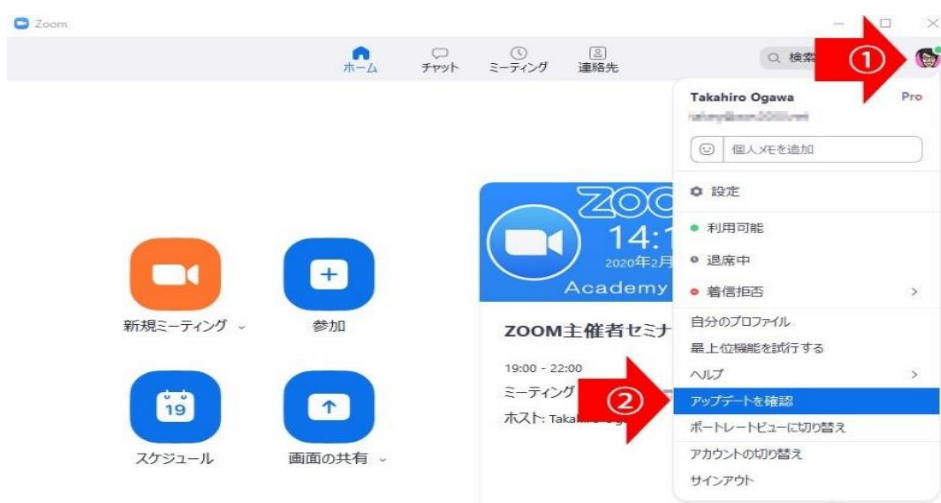 Zoom
ホーム
チャット
ミーティング
連絡先
検索
①
Takahiro Ogawa
Pro
個人メモを追加
設定
利用可能
退席中
着信拒否
自分のプロファイル
最上位機能を試行する
ヘルプ
②
アップデートを確認
ポートレートビューに切り替え
アカウントの切り替え
サインアウト
新規ミーティング
参加
19
スケジュール
画面の共有
ZOO
14:1
2020年2月
Academy
ZOOM主催者セミナ
19:00 - 22:00
ミーティング
ホスト: Taka